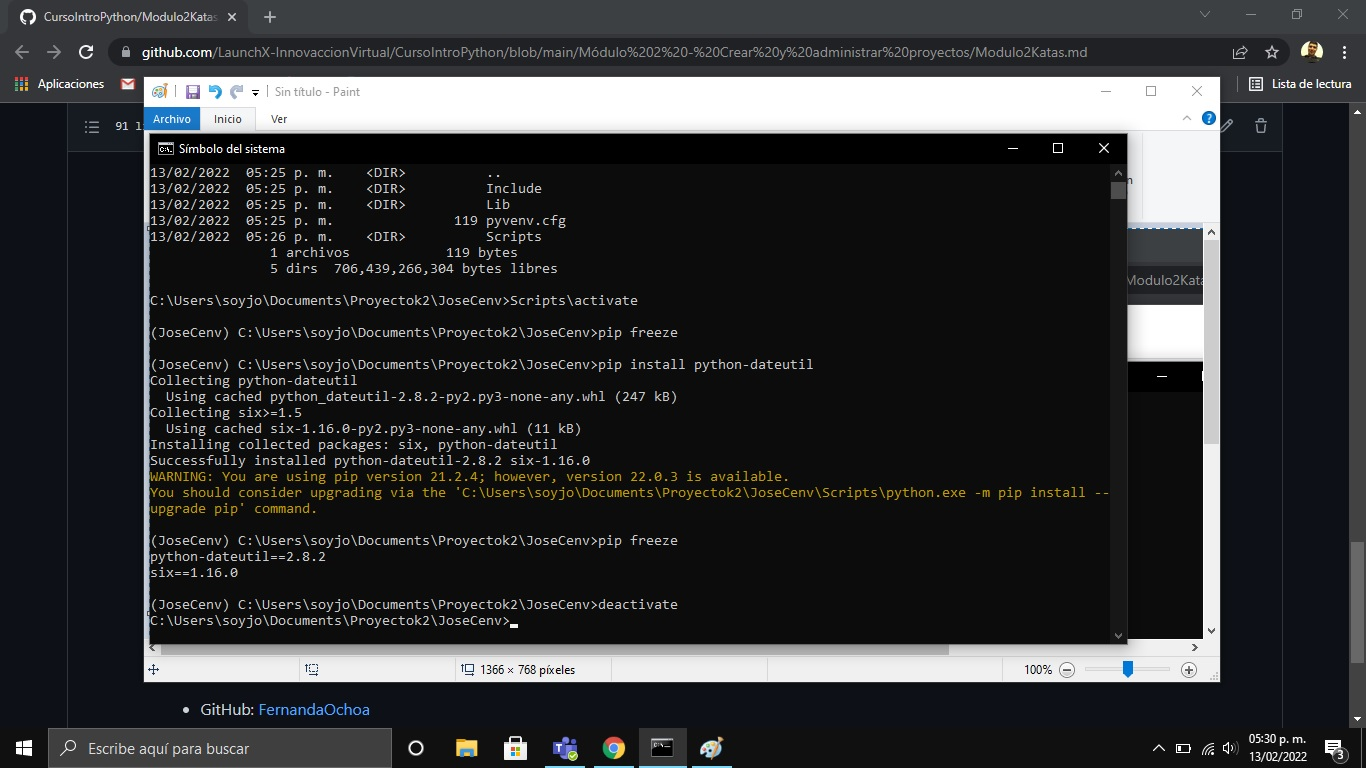 CursoIntroPython/Modulo2Katas
github.com/LaunchX-InnovaccionVirtual/CursoIntroPython/blob/main/Módulo%202%20-%20Crear%20y%20administrar%20proyectos/Modulo2Katas.md
Aplicaciones
Lista de lectura
Sin título - Paint
Archivo Inicio Ver
91
Símbolo del sistema
13/02/2022 05:25 p. m. <DIR> ..
13/02/2022 05:25 p. m. <DIR> Include
13/02/2022 05:25 p. m. <DIR> Lib
13/02/2022 05:25 p. m. 119 pyvenv.cfg
13/02/2022 05:26 p. m. <DIR> Scripts
1 archivos 119 bytes
5 dirs 706,439,266,304 bytes libres
C:\Users\soyjo\Documents\Proyectok2\JoseCenv>Scripts\activate
(JoseCenv) C:\Users\soyjo\Documents\Proyectok2\JoseCenv>pip freeze
(JoseCenv) C:\Users\soyjo\Documents\Proyectok2\JoseCenv>pip install python-dateutil
Collecting python-dateutil
Using cached python_dateutil-2.8.2-py2.py3-none-any.whl (247 kB)
Collecting six>=1.5
Using cached six-1.16.0-py2.py3-none-any.whl (11 kB)
Installing collected packages: six, python-dateutil
Successfully installed python-dateutil-2.8.2 six-1.16.0
WARNING: You are using pip version 21.2.4; however, version 22.0.3 is available.
You should consider upgrading via the 'C:\Users\soyjo\Documents\Proyectok2\JoseCenv\Scripts\python.exe -m pip install --
upgrade pip' command.
(JoseCenv) C:\Users\soyjo\Documents\Proyectok2\JoseCenv>pip freeze
python-dateutil==2.8.2
six==1.16.0
(JoseCenv) C:\Users\soyjo\Documents\Proyectok2\JoseCenv>deactivate
C:\Users\soyjo\Documents\Proyectok2\JoseCenv>
Modulo2Kata
1366 × 768 píxeles
100%
GitHub: FernandaOchoa
Escribe aquí para buscar
05:30 p. m.
13/02/2022
3